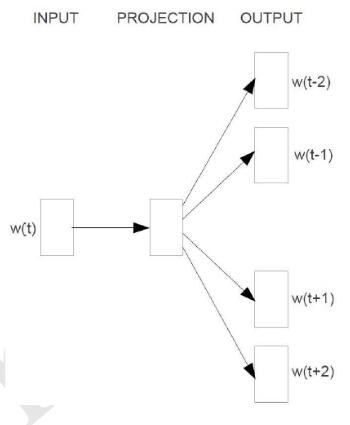 INPUT PROJECTION OUTPUT
w(t-2)
w(t-1)
w(t)
w(t+1)
w(t+2)